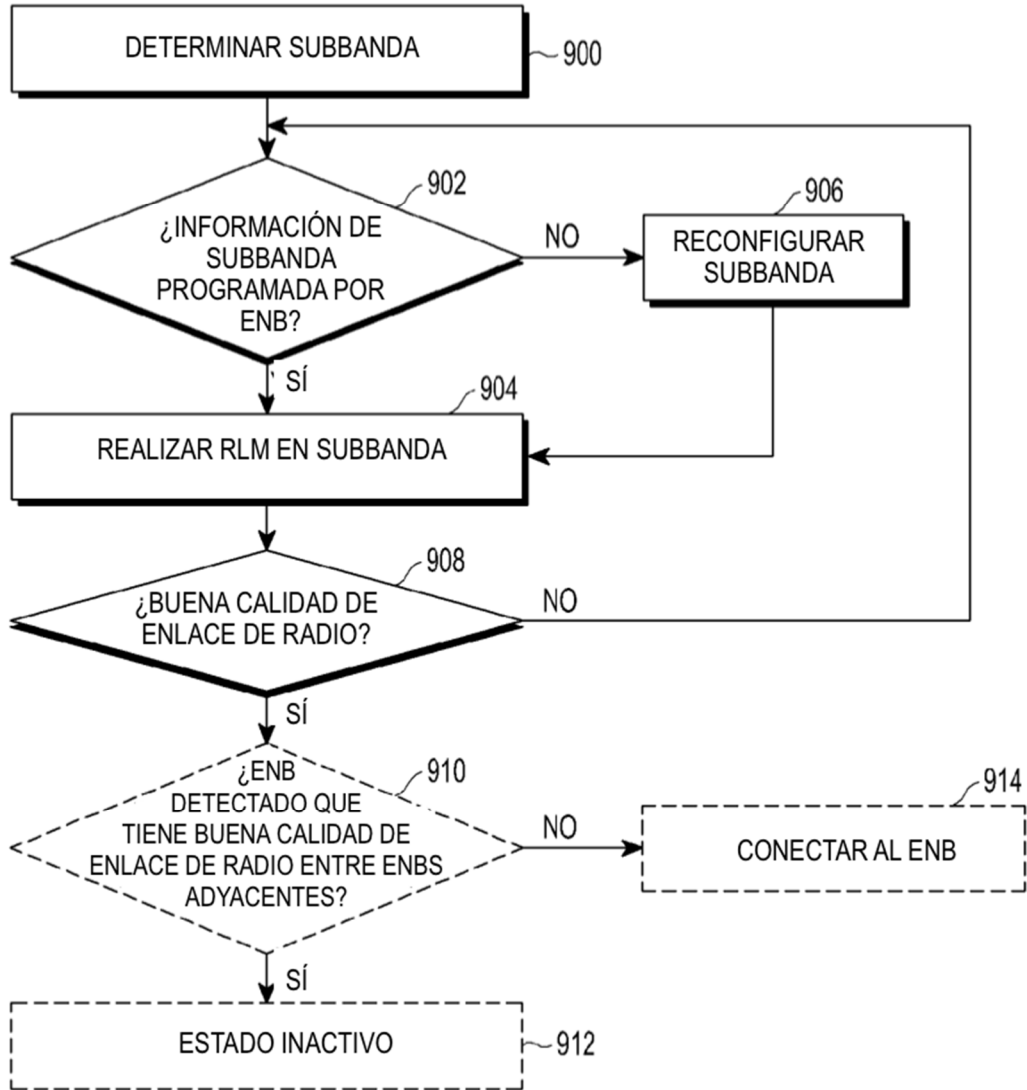 DETERMINAR SUBBANDA
900
902
¿INFORMACIÓN DE
SUBBANDA
PROGRAMADA POR
ENB?
NO
906
RECONFIGURAR
SUBBANDA
SÍ
904
REALIZAR RLM EN SUBBANDA
908
¿BUENA CALIDAD DE
ENLACE DE RADIO?
NO
SÍ
910
¿ENB
DETECTADO QUE
TIENE BUENA CALIDAD DE
ENLACE DE RADIO ENTRE ENBS
ADYACENTES?
NO
914
CONECTAR AL ENB
SÍ
ESTADO INACTIVO
912